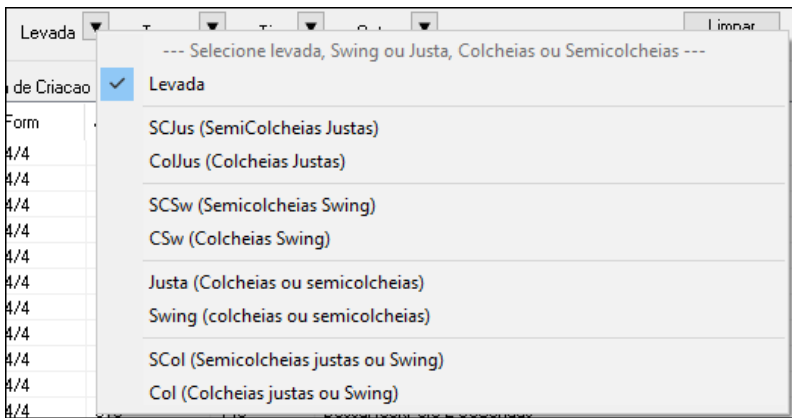 Levada
Limpar
--- Selecione levada, Swing ou Justa, Colcheias ou Semicolcheias ---
de Criacao
Levada
Form
SCJus (SemiColcheias Justas)
4/4
ColJus (Colcheias Justas)
4/4
4/4
SCSw (Semicolcheias Swing)
4/4
CSw (Colcheias Swing)
4/4
4/4
Justa (Colcheias ou semicolcheias)
4/4
Swing (colcheias ou semicolcheias)
4/4
4/4
SCol (Semicolcheias justas ou Swing)
4/4
Col (Colcheias justas ou Swing)
4/4